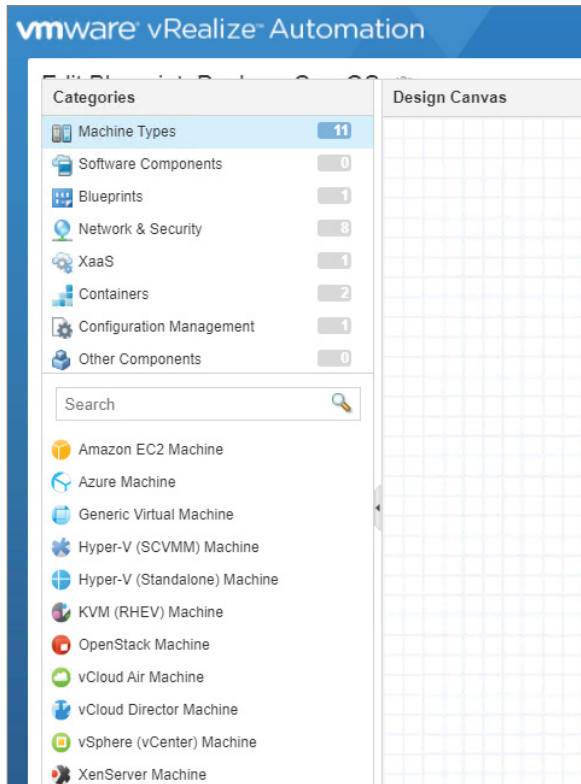 vmware vRealize Automation
Categories
Machine Types 11
Software Components 0
Blueprints 1
Network & Security 8
XaaS 1
Containers 2
Configuration Management 1
Other Components 0
Search
Amazon EC2 Machine
Azure Machine
Generic Virtual Machine
Hyper-V (SCVMM) Machine
Hyper-V (Standalone) Machine
KVM (RHEV) Machine
OpenStack Machine
vCloud Air Machine
vCloud Director Machine
vSphere (vCenter) Machine
XenServer Machine
Design Canvas